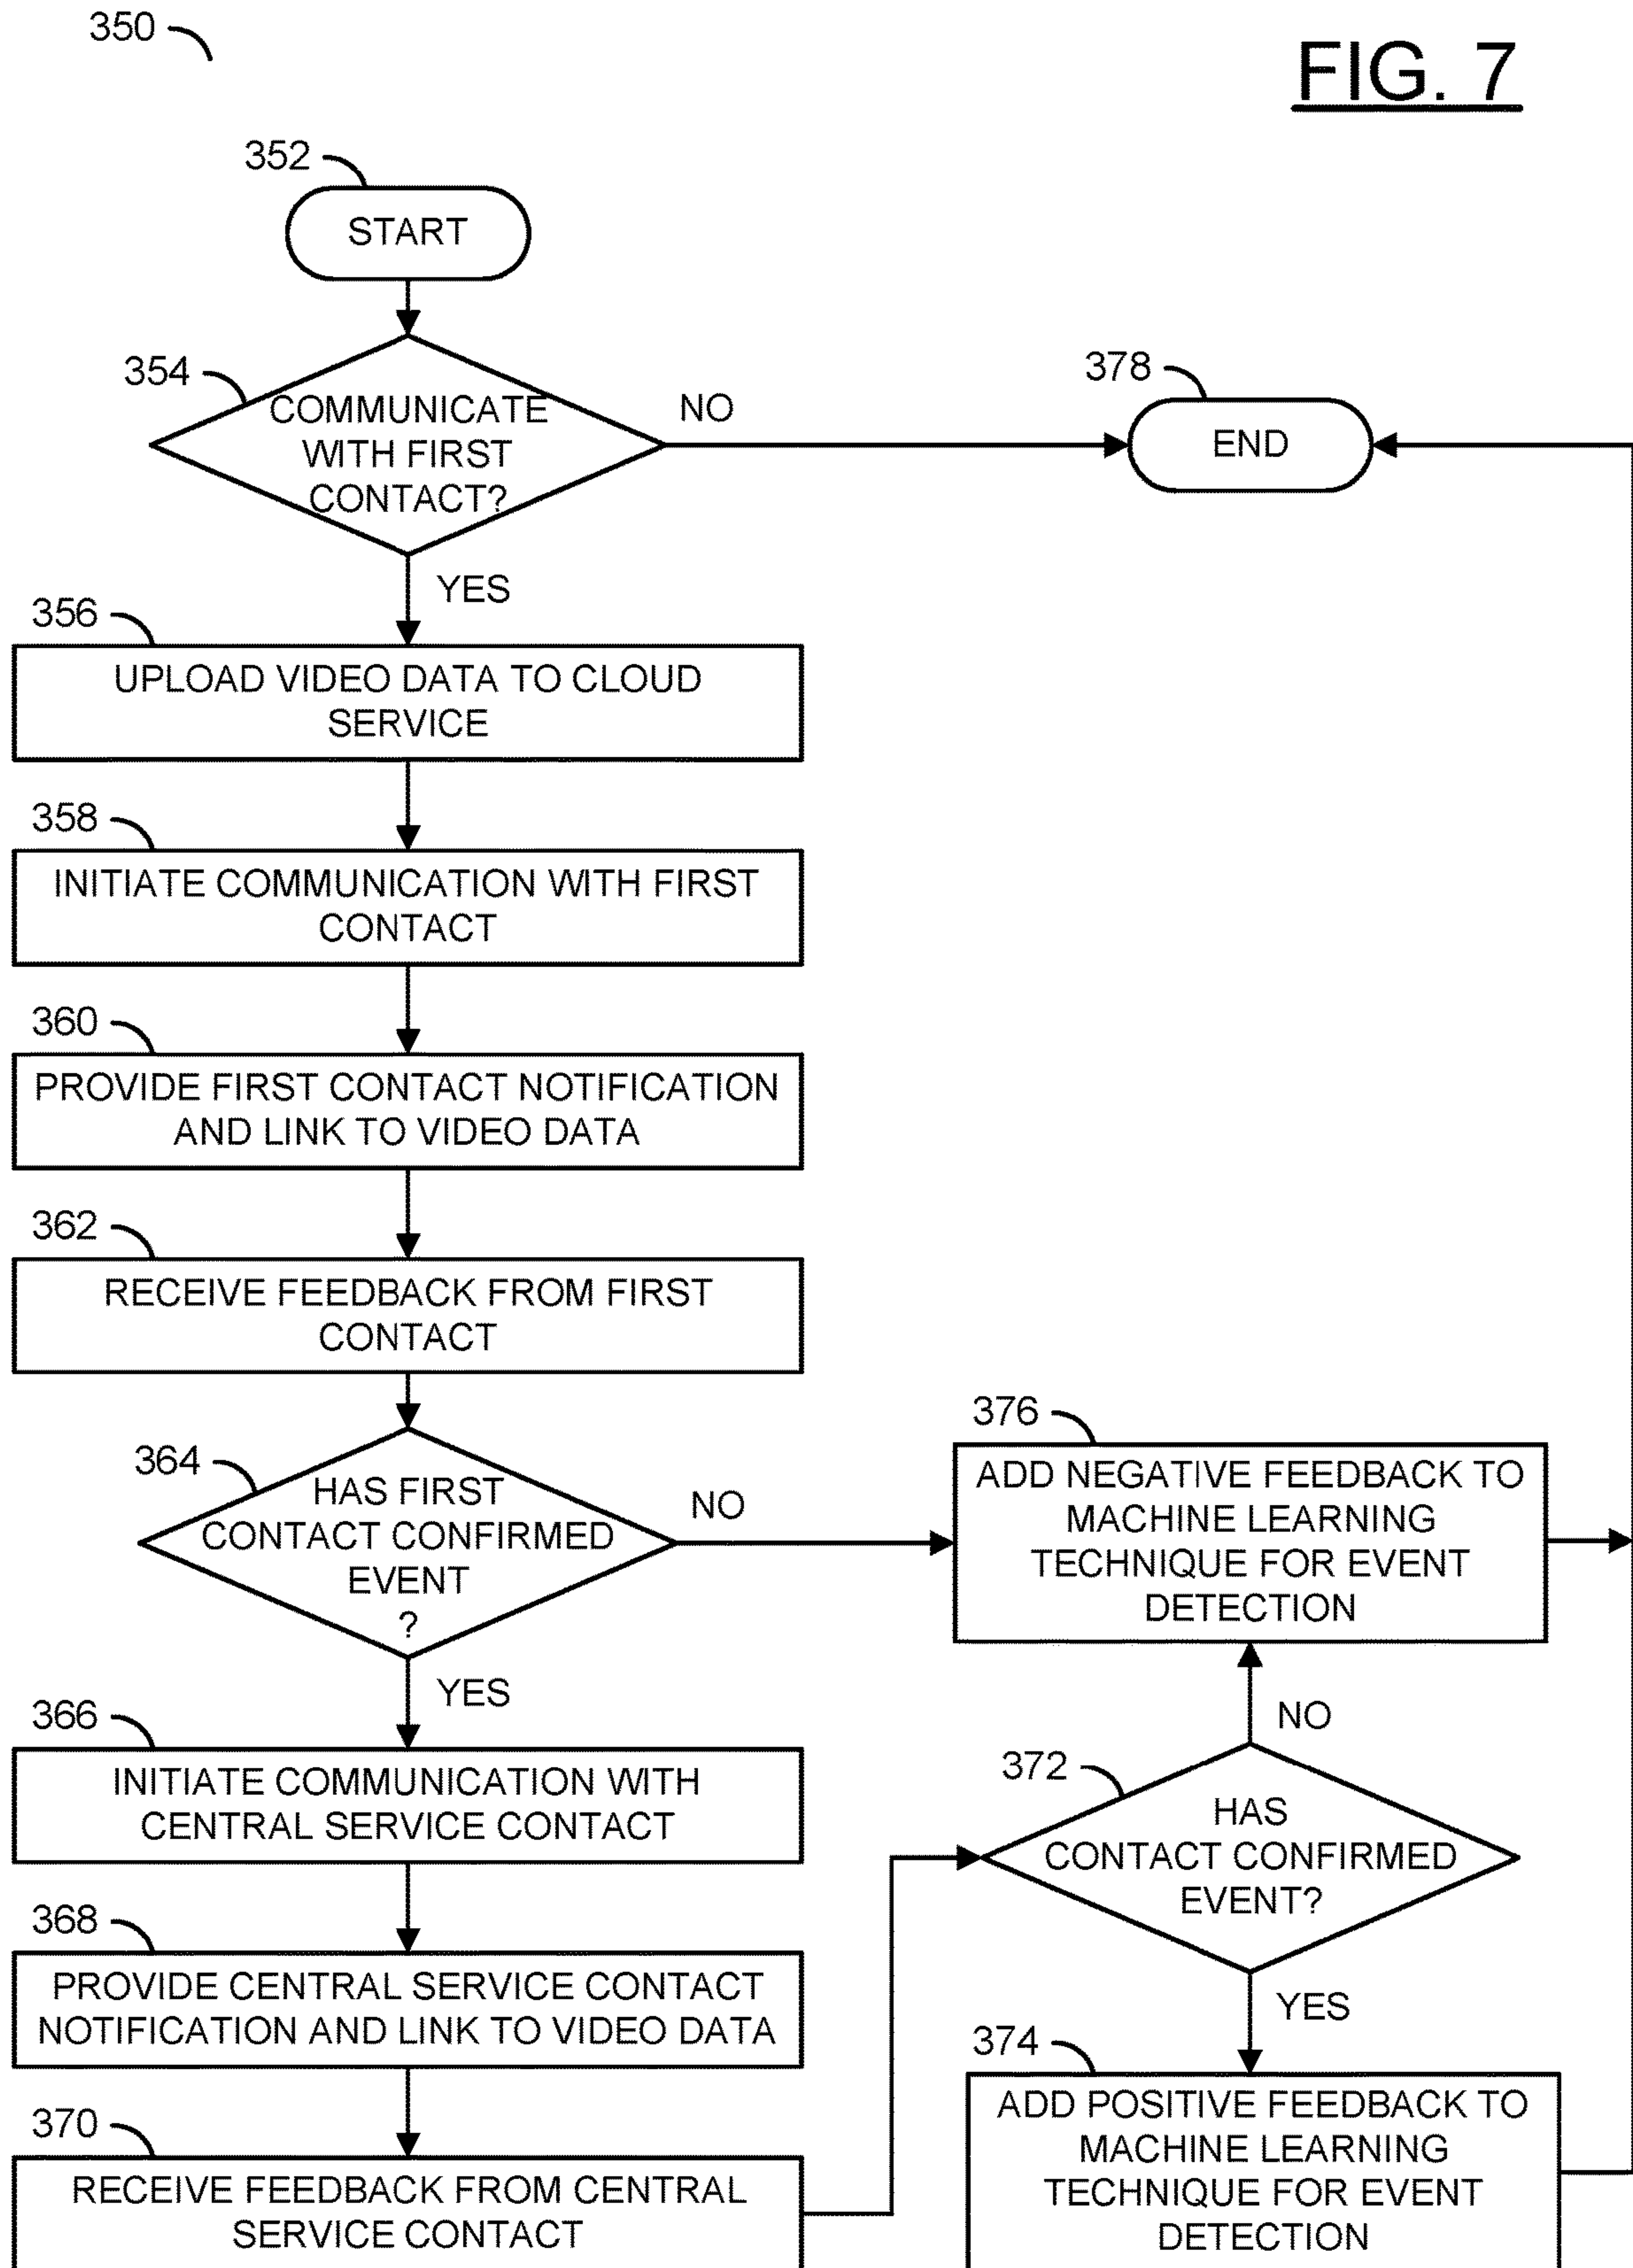 350
FIG. 7
352
START
354
COMMUNICATE
WITH FIRST
CONTACT?
NO
378
END
YES
356
UPLOAD VIDEO DATA TO CLOUD
SERVICE
358
INITIATE COMMUNICATION WITH FIRST
CONTACT
360
PROVIDE FIRST CONTACT NOTIFICATION
AND LINK TO VIDEO DATA
362
RECEIVE FEEDBACK FROM FIRST
CONTACT
364
HAS FIRST
CONTACT CONFIRMED
EVENT
?
NO
376
ADD NEGATIVE FEEDBACK TO
MACHINE LEARNING
TECHNIQUE FOR EVENT
DETECTION
YES
366
INITIATE COMMUNICATION WITH
CENTRAL SERVICE CONTACT
368
PROVIDE CENTRAL SERVICE CONTACT
NOTIFICATION AND LINK TO VIDEO DATA
370
RECEIVE FEEDBACK FROM CENTRAL
SERVICE CONTACT
NO
372
HAS
CONTACT CONFIRMED
EVENT?
YES
374
ADD POSITIVE FEEDBACK TO
MACHINE LEARNING
TECHNIQUE FOR EVENT
DETECTION